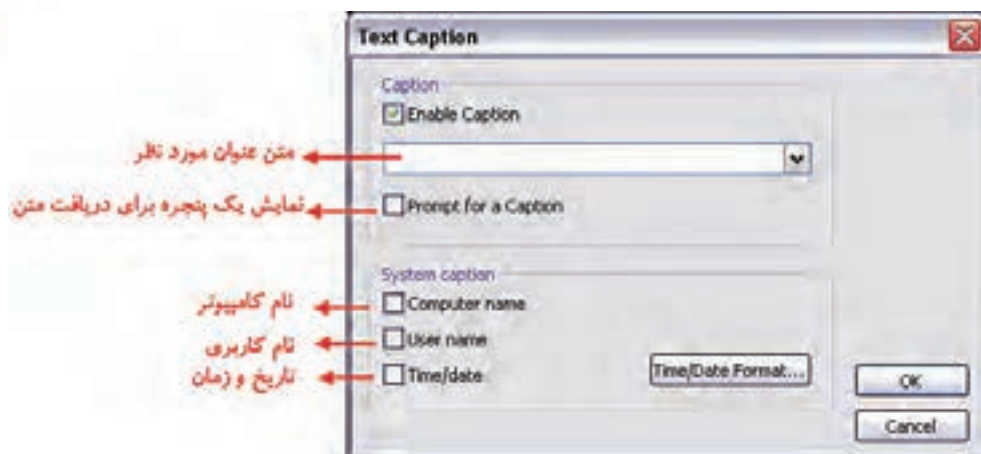 Text Caption
Caption
Enable Caption
متن عنوان مورد نظر
Prompt for a Caption
نمایش یک پنجره برای دریافت متن
System caption
Computer name
نام کامپیوتر
User name
نام کاربری
Time/date
تاریخ و زمان
Time/Date Format...
OK
Cancel